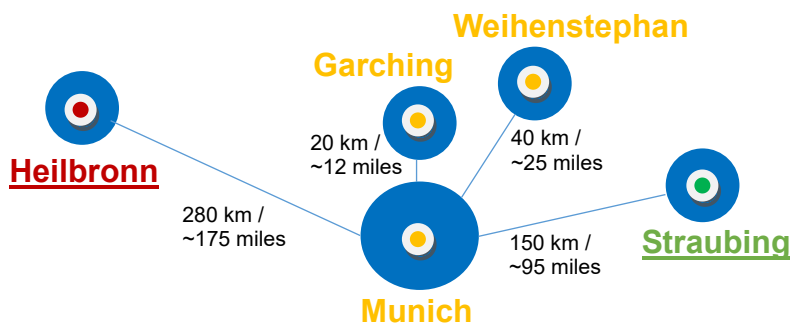 Weihenstephan
Garching
20 km /
~12 miles
40 km /
~25 miles
Heilbronn
280 km /
~175 miles
150 km /
~95 miles
Straubing
Munich